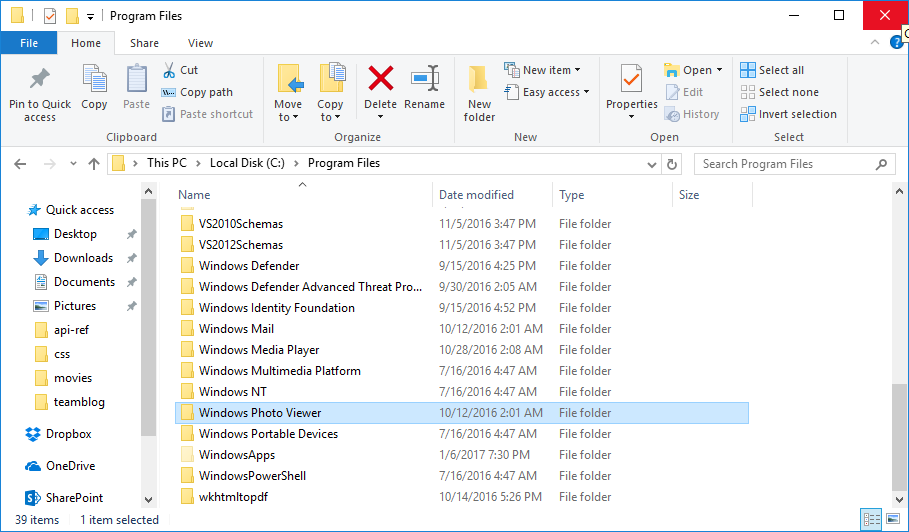 Program Files
File Home Share View
Pin to Quick access
Copy
Paste
Cut
Copy path
Paste shortcut
Clipboard
Move to
Copy to
Delete
Rename
Organize
New folder
New item
Easy access
New
Properties
Open
Edit
History
Open
Select all
Select none
Invert selection
Select
This PC > Local Disk (C:) > Program Files
Search Program Files
Quick access
Desktop
Downloads
Documents
Pictures
api-ref
css
movies
teamblog
Dropbox
OneDrive
SharePoint
Name Date modified Type Size
VS2010Schemas 11/5/2016 3:47 PM File folder
VS2012Schemas 11/5/2016 3:47 PM File folder
Windows Defender 9/15/2016 4:25 PM File folder
Windows Defender Advanced Threat Pro... 9/30/2016 2:05 AM File folder
Windows Identity Foundation 9/15/2016 4:52 PM File folder
Windows Mail 10/12/2016 2:01 AM File folder
Windows Media Player 10/28/2016 2:08 AM File folder
Windows Multimedia Platform 7/16/2016 4:47 AM File folder
Windows NT 7/16/2016 4:47 AM File folder
Windows Photo Viewer 10/12/2016 2:01 AM File folder
Windows Portable Devices 7/16/2016 4:47 AM File folder
WindowsApps 1/6/2017 7:30 PM File folder
WindowsPowerShell 7/16/2016 4:47 AM File folder
wkhtmltopdf 10/14/2016 5:26 PM File folder
39 items 1 item selected